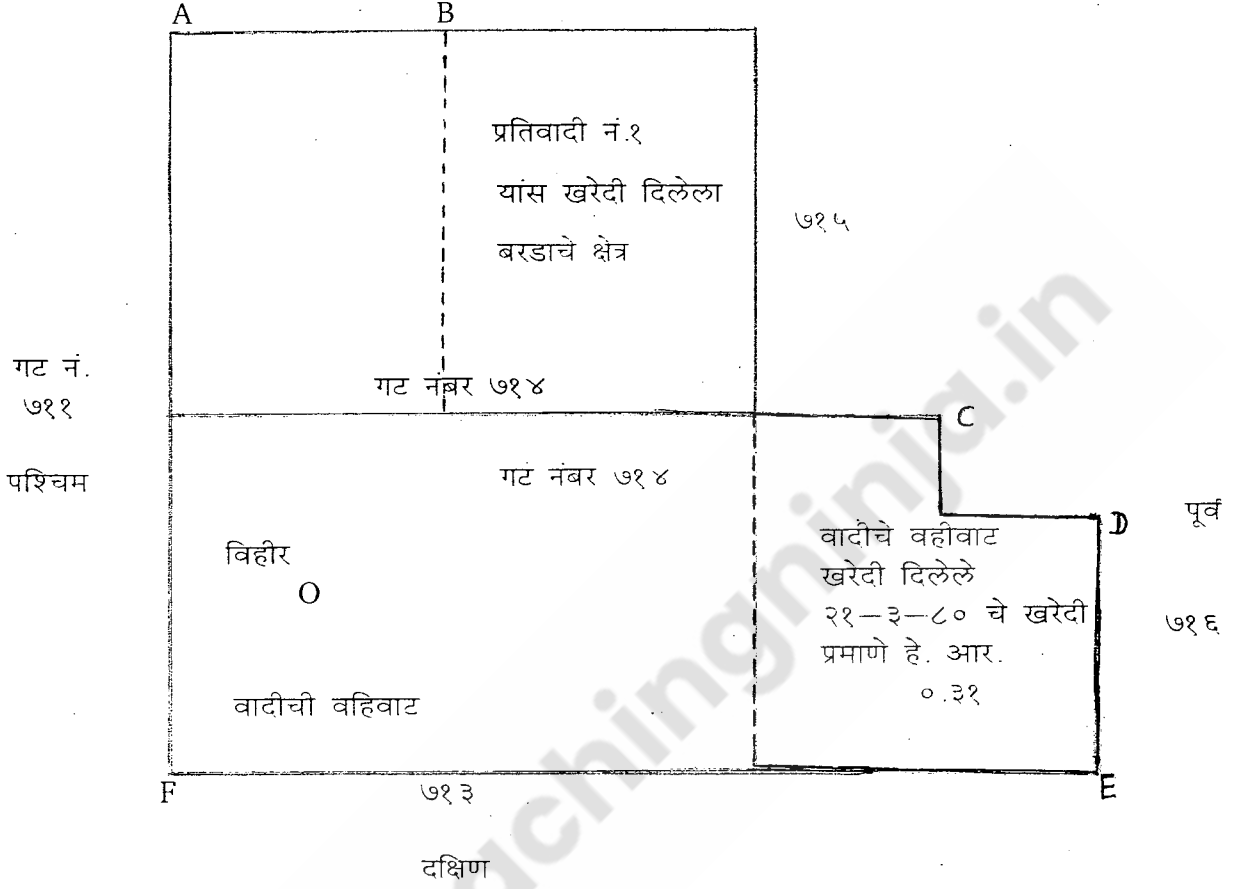 A
B
प्रतिवादी नं.१
यांस खरेदी दिलेला
बरडाचे क्षेत्र
७१५
गट नं.
७११
गट नंबर ७१४
C
पश्चिम
गट नंबर ७१४
पूर्व
D
वादीचे वहीवाट
खरेदी दिलेले
२१-३-८० चे खरेदी
प्रमाणे हे. आर.
०.३१
७१६
विहीर
O
वादीची वहिवाट
F
७१३
E
दक्षिण